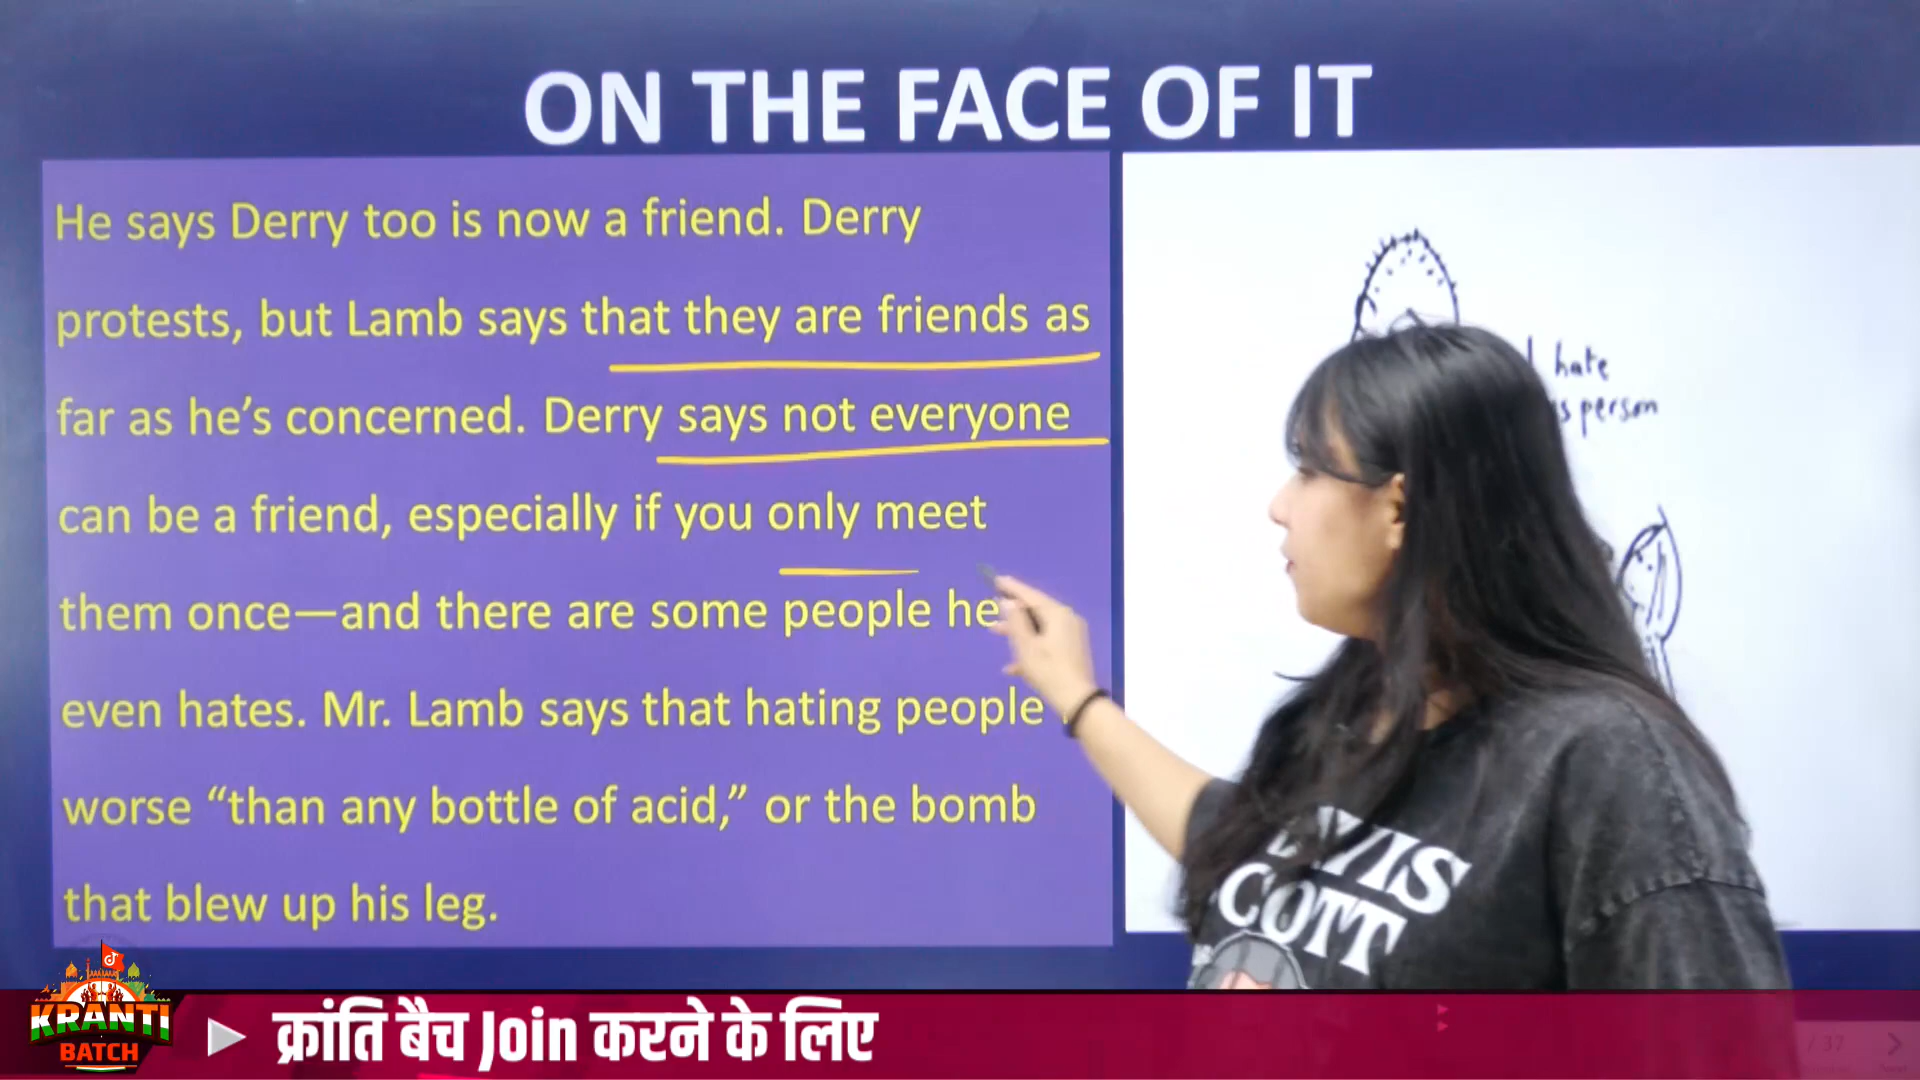 ON THE FACE OF IT
He says Derry too is now a friend. Derry
protests, but Lamb says that they are friends as
far as he's concerned. Derry says not everyone
can be a friend, especially if you only meet
them once—and there are some people he
even hates. Mr. Lamb says that hating people
worse “than any bottle of acid,” or the bomb
that blew up his leg.
hate
person
COTT
KRANTI
BATCH
क्रांति बैच Join करने के लिए
/ 37